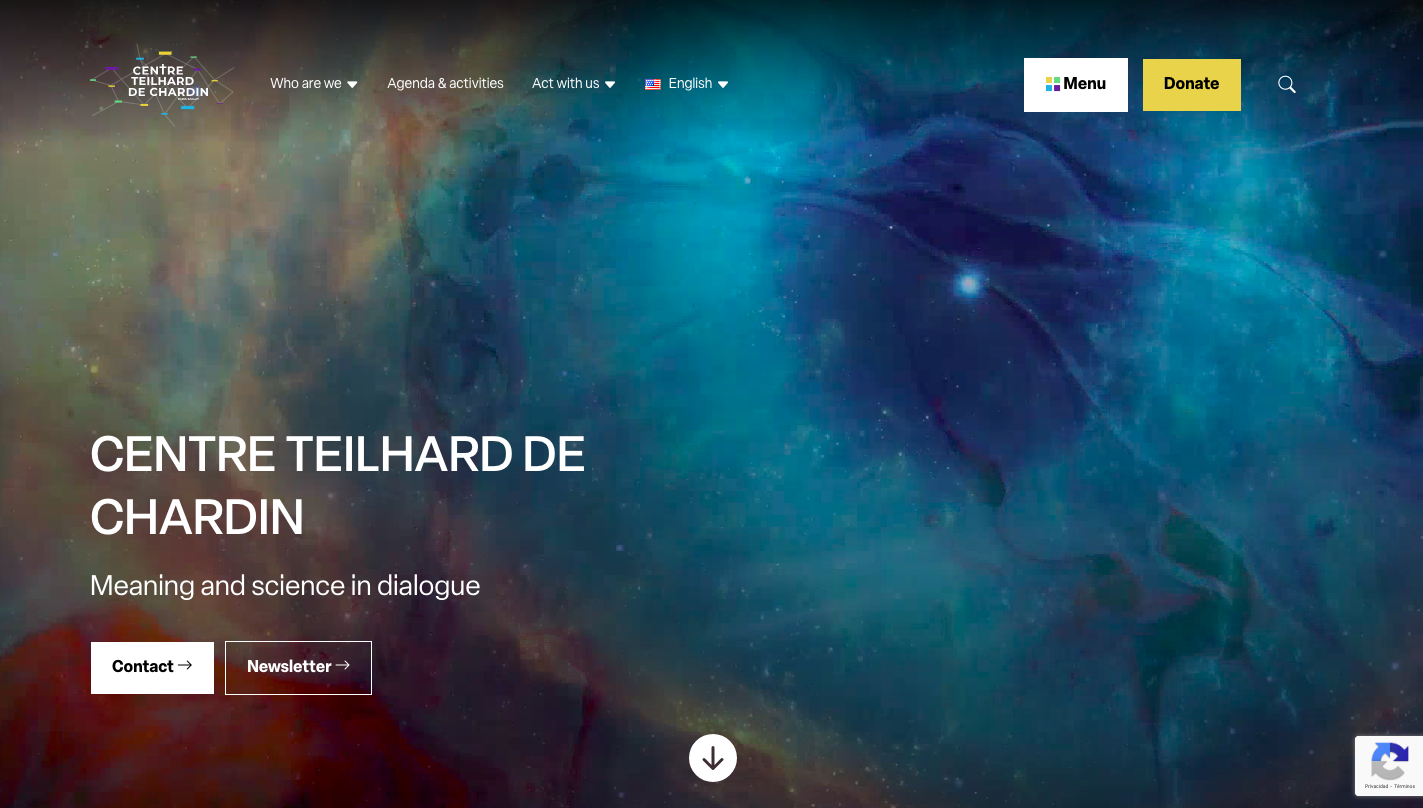 CENTRE
TEILHARD
DE CHARDIN
Who are we
Agenda & activities
Act with us
English
Menu
Donate
CENTRE TEILHARD DE
CHARDIN
Meaning and science in dialogue
Contact
Newsletter
Privacidad - Términos